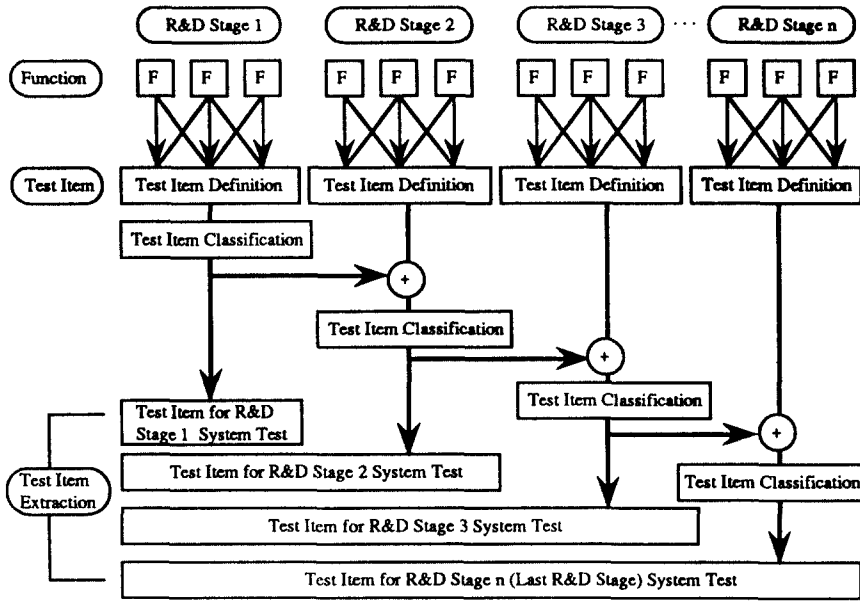 R&D Stage 1 R&D Stage 2 R&D Stage 3 ···· R&D Stage n
Function F F F F F F F F F F F F
Test Item Test Item Definition Test Item Definition Test Item Definition Test Item Definition
Test Item Classification
+
Test Item Classification
+
Test Item Classification
+
Test Item Classification
Test Item for R&D
Stage 1 System Test
Test Item for R&D Stage 2 System Test
Test Item
Extraction
Test Item for R&D Stage 3 System Test
Test Item for R&D Stage n (Last R&D Stage) System Test